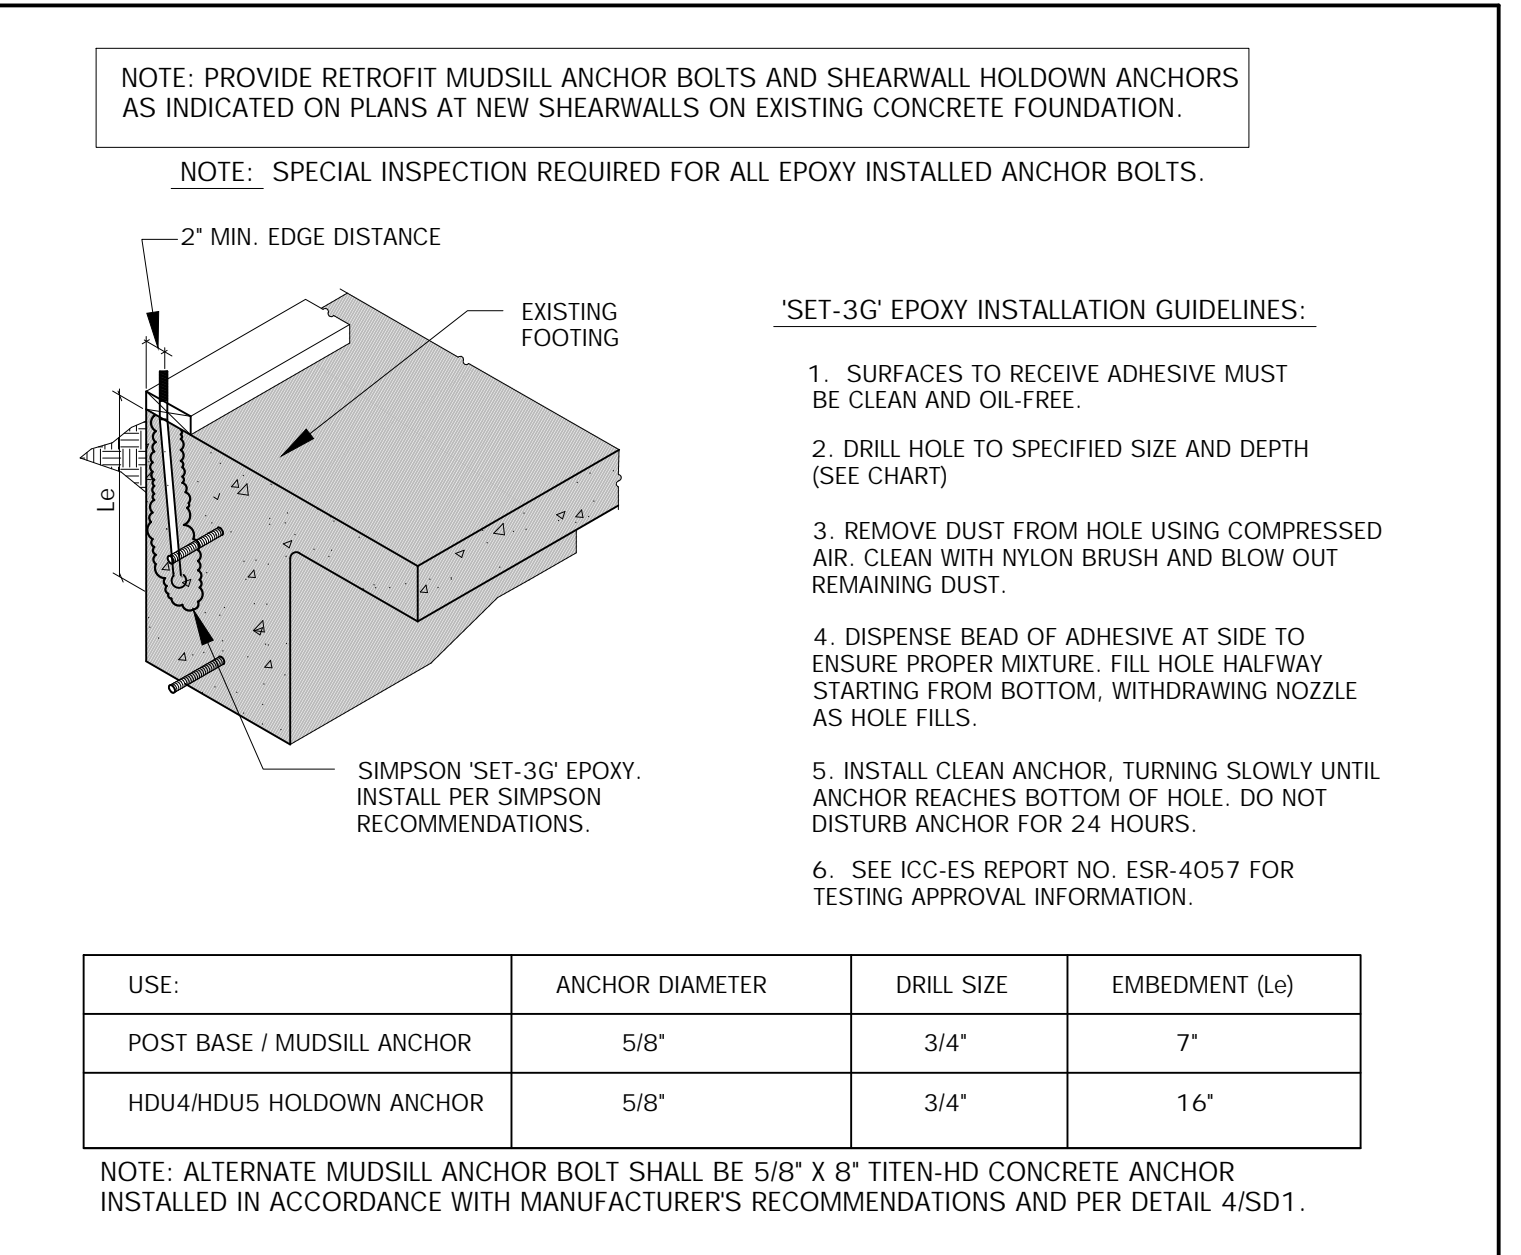 NOTE: PROVIDE RETROFIT MUDSILL ANCHOR BOLTS AND SHEARWALL HOLDOWN ANCHORS
AS INDICATED ON PLANS AT NEW SHEARWALLS ON EXISTING CONCRETE FOUNDATION.
NOTE: SPECIAL INSPECTION REQUIRED FOR ALL EPOXY INSTALLED ANCHOR BOLTS.
2" MIN. EDGE DISTANCE
EXISTING
FOOTING
Le
SIMPSON 'SET-3G' EPOXY.
INSTALL PER SIMPSON
RECOMMENDATIONS.
'SET-3G' EPOXY INSTALLATION GUIDELINES:
1. SURFACES TO RECEIVE ADHESIVE MUST
BE CLEAN AND OIL-FREE.
2. DRILL HOLE TO SPECIFIED SIZE AND DEPTH
(SEE CHART)
3. REMOVE DUST FROM HOLE USING COMPRESSED
AIR. CLEAN WITH NYLON BRUSH AND BLOW OUT
REMAINING DUST.
4. DISPENSE BEAD OF ADHESIVE AT SIDE TO
ENSURE PROPER MIXTURE. FILL HOLE HALFWAY
STARTING FROM BOTTOM, WITHDRAWING NOZZLE
AS HOLE FILLS.
5. INSTALL CLEAN ANCHOR, TURNING SLOWLY UNTIL
ANCHOR REACHES BOTTOM OF HOLE. DO NOT
DISTURB ANCHOR FOR 24 HOURS.
6. SEE ICC-ES REPORT NO. ESR-4057 FOR
TESTING APPROVAL INFORMATION.
USE: ANCHOR DIAMETER DRILL SIZE EMBEDMENT (Le)
POST BASE / MUDSILL ANCHOR 5/8" 3/4" 7"
HDU4/HDU5 HOLDOWN ANCHOR 5/8" 3/4" 16"
NOTE: ALTERNATE MUDSILL ANCHOR BOLT SHALL BE 5/8" X 8" TITEN-HD CONCRETE ANCHOR
INSTALLED IN ACCORDANCE WITH MANUFACTURER'S RECOMMENDATIONS AND PER DETAIL 4/SD1.